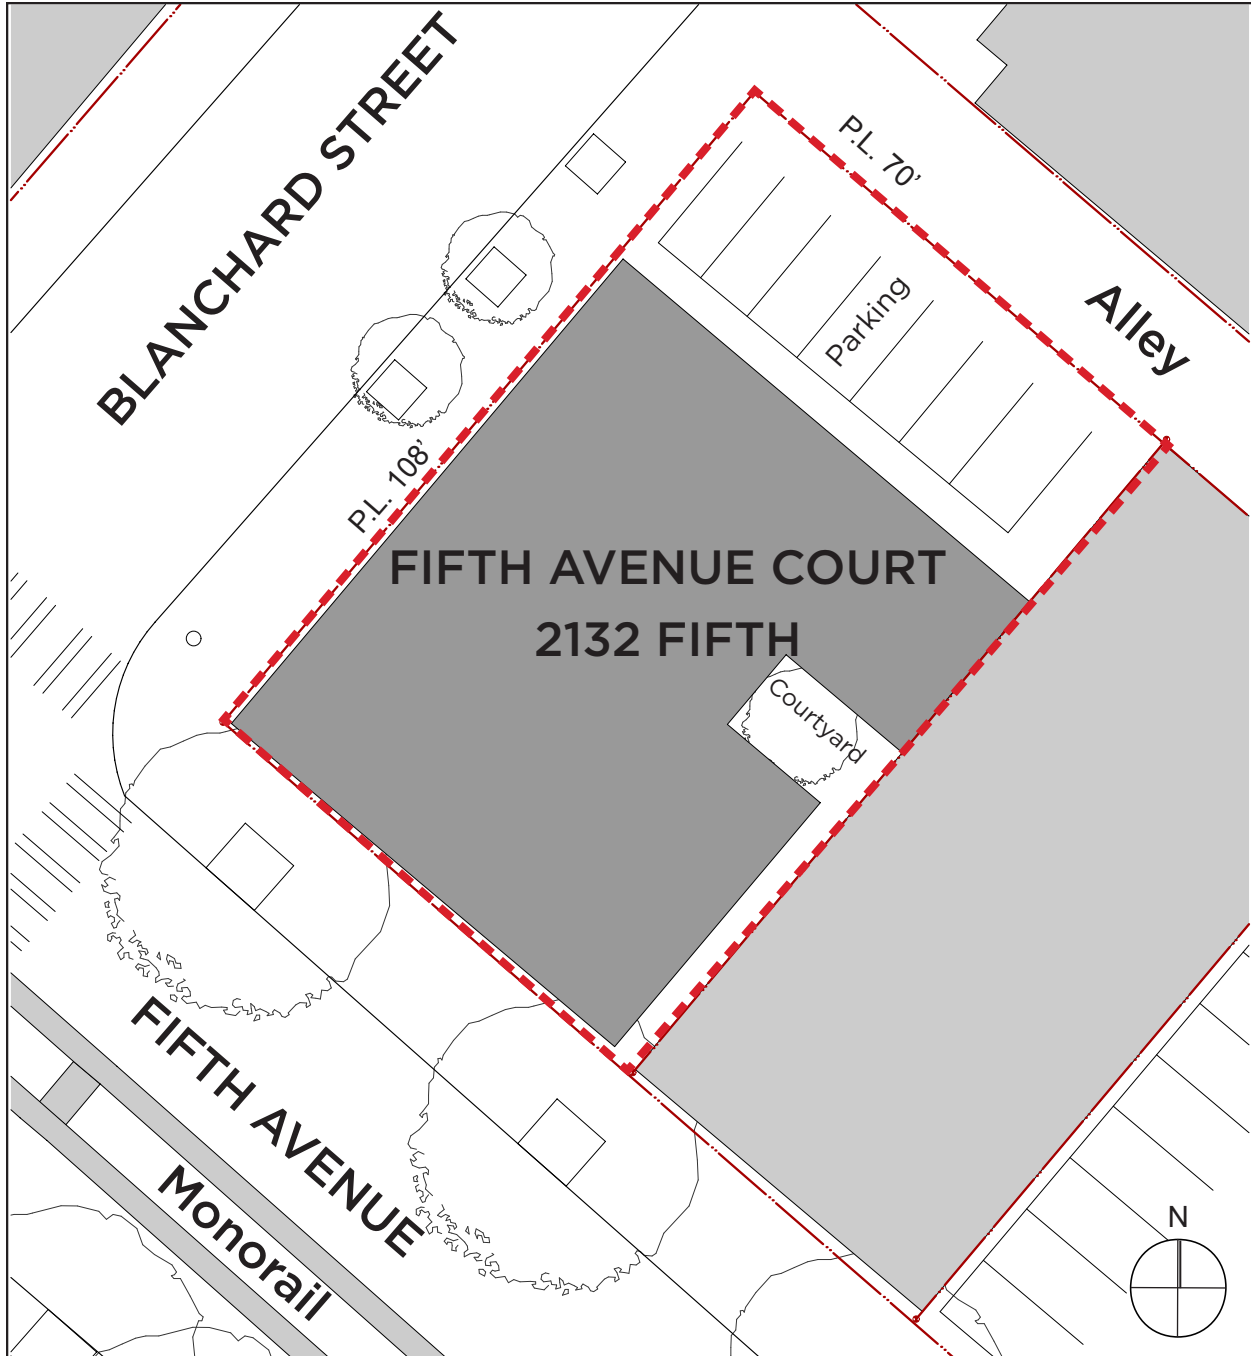 BLANCHARD STREET
P.L. 70’
Alley
Parking
P.L. 108’
FIFTH AVENUE COURT
2132 FIFTH
Courtyard
FIFTH AVENUE
Monorail
N